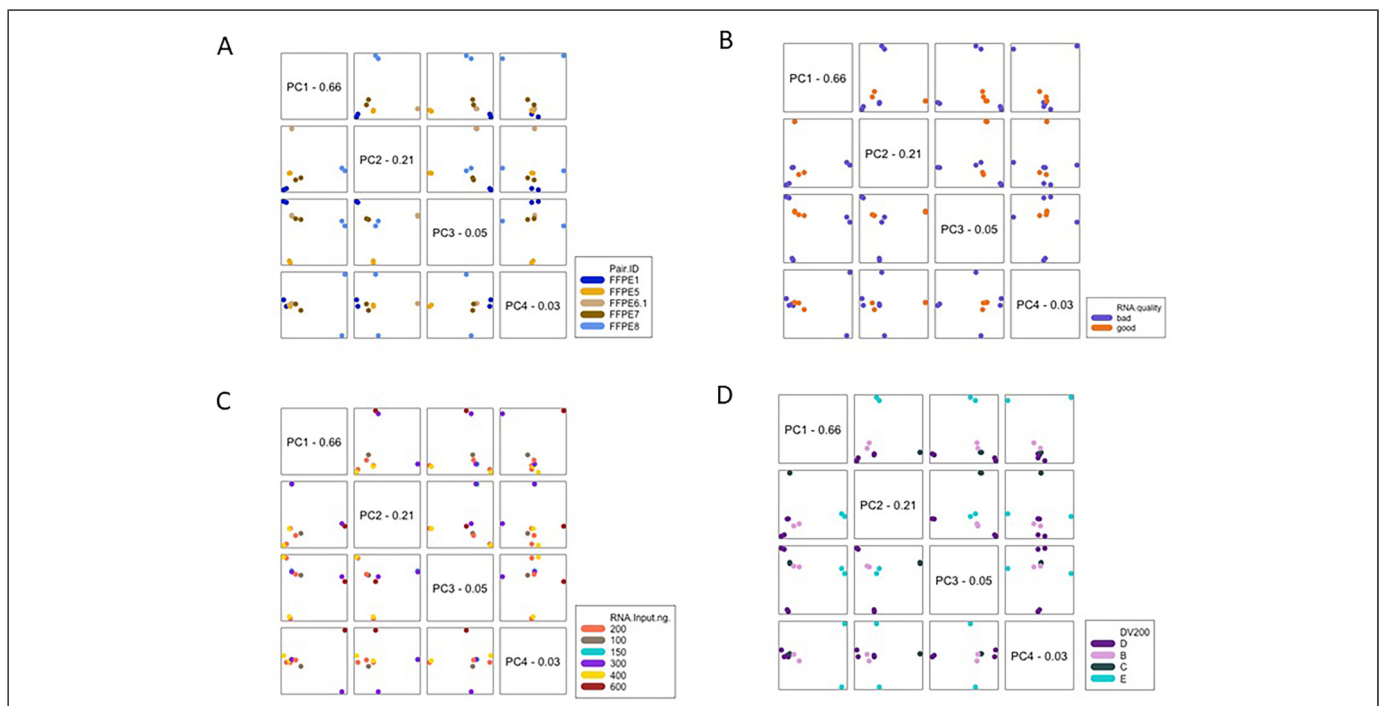 A
PC1 - 0.66
PC2 - 0.21
PC3 - 0.05
PC4 - 0.03
Pair.ID
FFPE1
FFPE5
FFPE6.1
FFPE7
FFPE8
B
PC1 - 0.66
PC2 - 0.21
PC3 - 0.05
PC4 - 0.03
RNA.quality
bad
good
C
PC1 - 0.66
PC2 - 0.21
PC3 - 0.05
PC4 - 0.03
RNA.Input.ng.
200
100
150
300
400
600
D
PC1 - 0.66
PC2 - 0.21
PC3 - 0.05
PC4 - 0.03
DV200
D
B
C
E